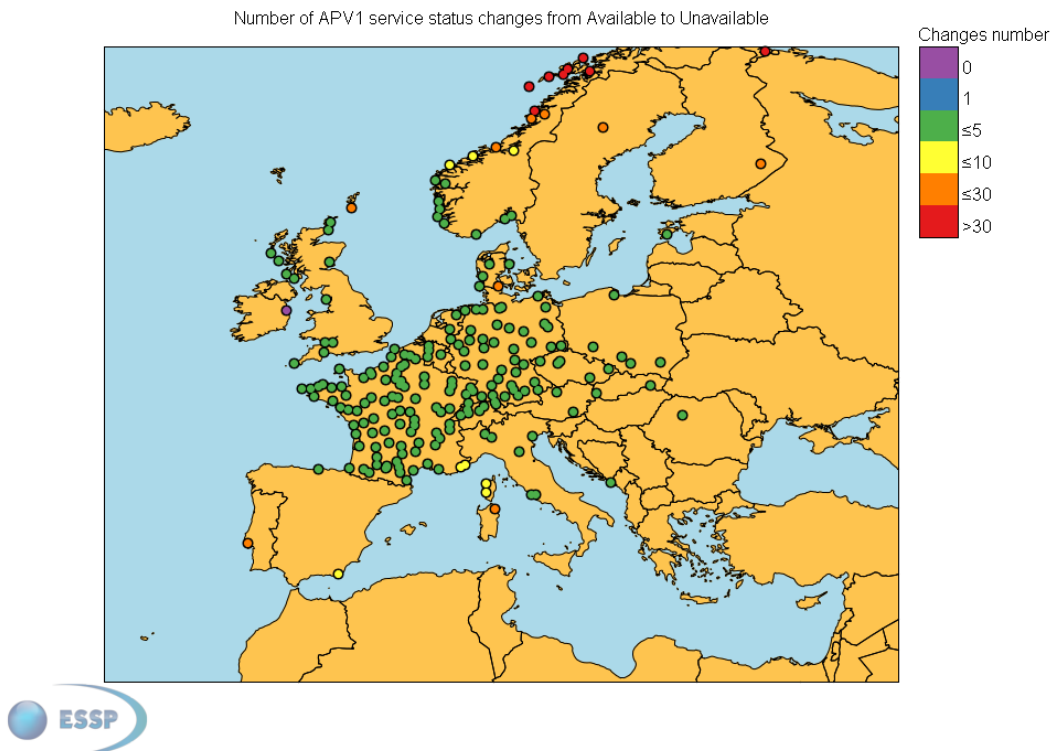 Number of APV1 service status changes from Available to Unavailable
Changes number
0
1
≤5
≤10
≤30
>30
ESSP